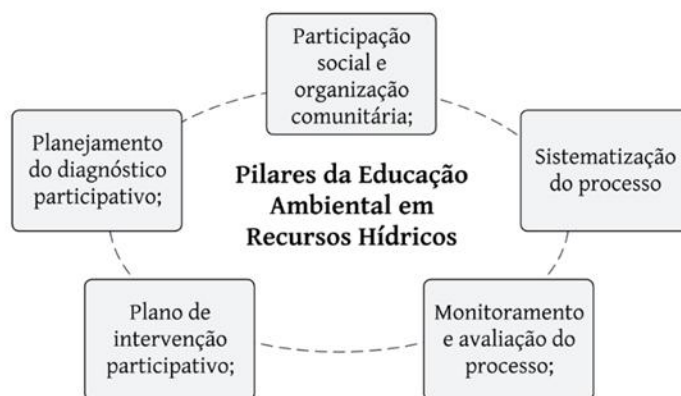 Participação
social e
organização
comunitária;
Planejamento
do diagnóstico
participativo;
Sistematização
do processo
Pilares da Educação
Ambiental em
Recursos Hídricos
Plano de
intervenção
participativo;
Monitoramento
e avaliação do
processo;